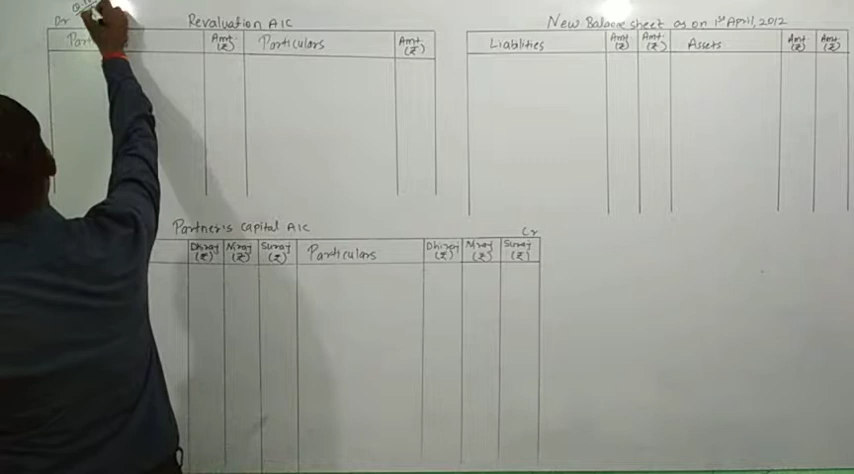 Dr Revaluation A/C
Amt Particulars Amt
(₹) (₹)
New Balance sheet as on 1st April, 2012
Liablities Amt Amt Assets Amt Amt
(₹) (₹) (₹) (₹)
Partner's Capital A/C Cr
Dhiraj Niraj Suraj Particulars Dhiraj Niraj Suraj
(₹) (₹) (₹) (₹) (₹) (₹)